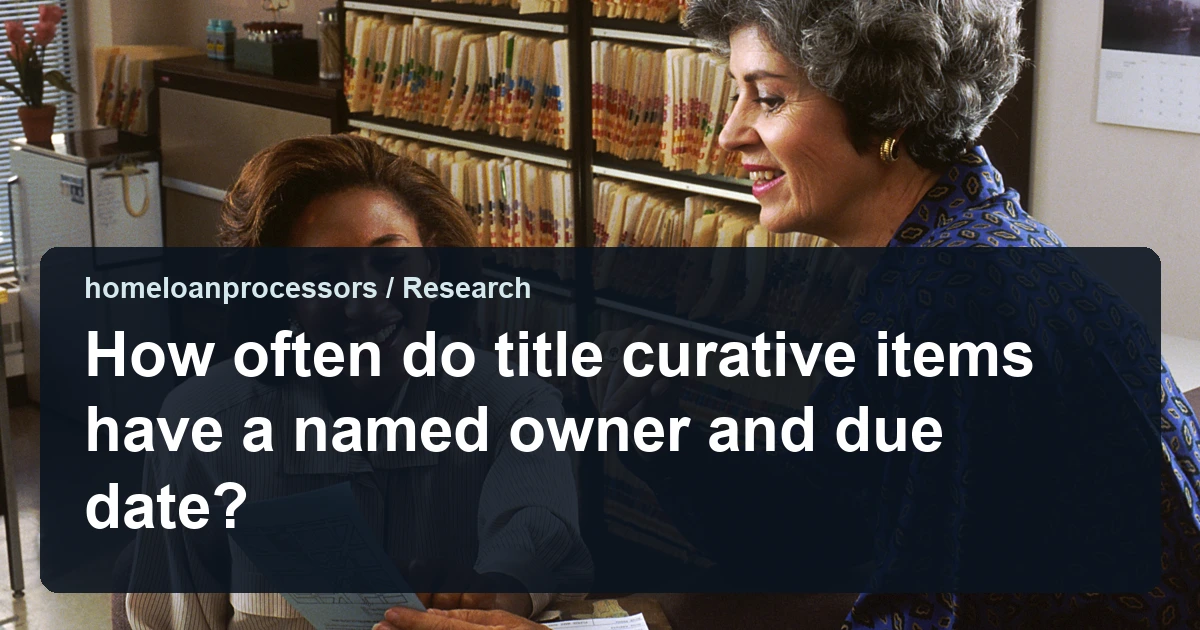 homeloanprocessors / Research
How often do title curative items
have a named owner and due
date?